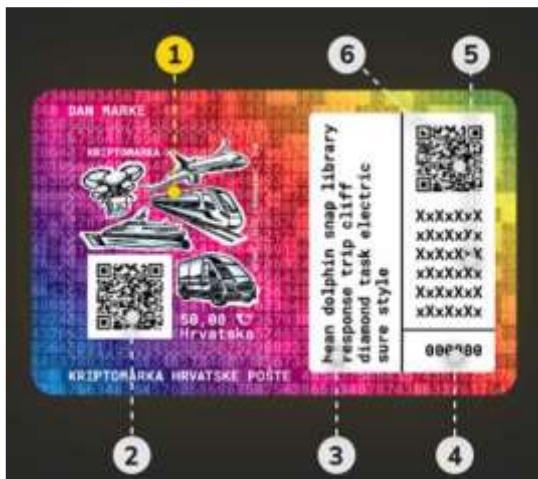 1
6
5
DAN MARKE
KRIPTOMARKA
50,00
Hrvatska
KRIPTOMARKA HRVATSKE POŠTE
bean dolphin snap library
response trip cliff
diamond task electric
sure style
XxXxXxX
xXxXxXx
XxXxXxX
xXxXxXx
XxXxXxX
xXxXxXx
000000
2
3
4